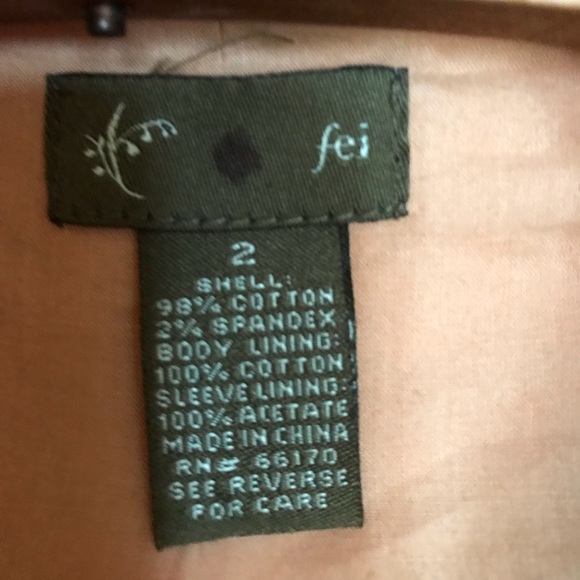 fei
2
SHELL:
98% COTTON
2% SPANDEX
BODY LINING:
100% COTTON
SLEEVE LINING:
100% ACETATE
MADE IN CHINA
RN# 66170
SEE REVERSE
FOR CARE